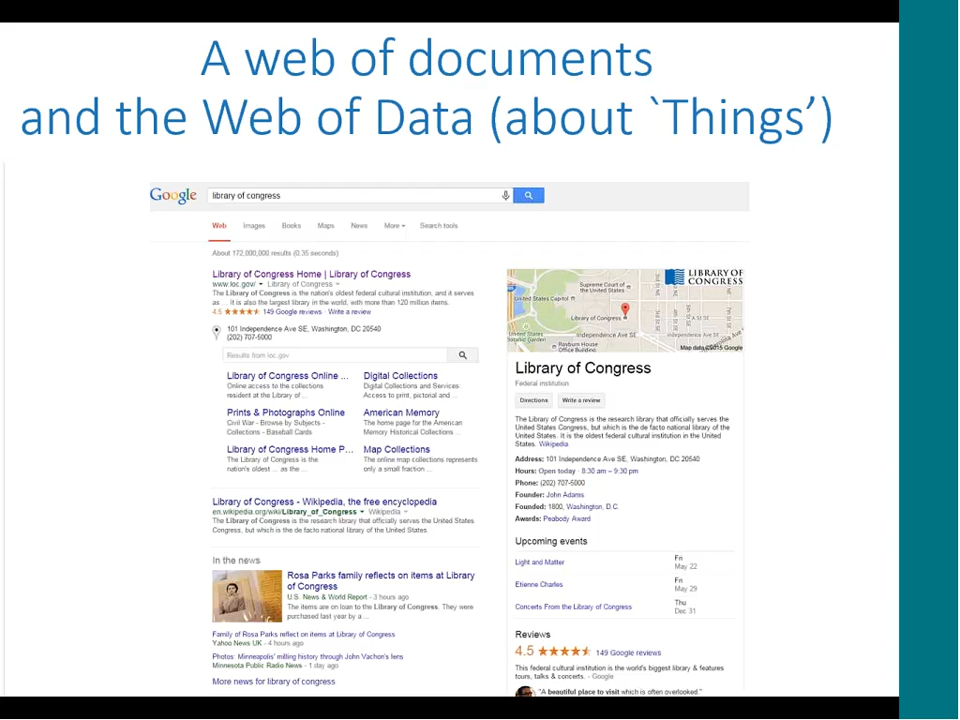 A web of documents
and the Web of Data (about `Things’)
Google
library of congress
Web Images Books Maps News More Search tools
About 172,000,000 results (0.35 seconds)
Library of Congress Home | Library of Congress
www.loc.gov/ Library of Congress
The Library of Congress is the nation's oldest federal cultural institution, and it serves
as ... It is also the largest library in the world, with more than 120 million items.
4.5 149 Google reviews · Write a review
101 Independence Ave SE, Washington, DC 20540
(202) 707-5000
Results from loc.gov
Library of Congress Online ...
Online access to the collections
resident at the Library of ...
Digital Collections
Digital Collections and Services:
Access to print, pictorial and ...
Prints & Photographs Online
Civil War - Browse by Subjects -
Collections - Baseball Cards
American Memory
The home page for the American
Memory Historical Collections ...
Library of Congress Home P...
The Library of Congress is the
nation's oldest ... as the ...
Map Collections
The online map collections represents
only a small fraction ...
Library of Congress - Wikipedia, the free encyclopedia
en.wikipedia.org/wiki/Library_of_Congress Wikipedia
The Library of Congress is the research library that officially serves the United States
Congress, but which is the de facto national library of the United States
In the news
Rosa Parks family reflects on items at Library
of Congress
U.S. News & World Report - 3 hours ago
The items are on loan to the Library of Congress. They were
purchased last year by a ...
Family of Rosa Parks reflect on items at Library of Congress
Yahoo News UK - 4 hours ago
Photos: Minneapolis' milling history through John Vachon's lens
Minnesota Public Radio News - 1 day ago
More news for library of congress
LIBRARY OF
CONGRESS
Supreme Court of
the United States
United States Capitol
Library of Congress
Independence Ave SE
United States
Botanic Garden
Rayburn House
Office Building
Map data ©2015 Google
Library of Congress
Federal institution
Directions
Write a review
The Library of Congress is the research library that officially serves the
United States Congress, but which is the de facto national library of the
United States. It is the oldest federal cultural institution in the United
States. Wikipedia
Address: 101 Independence Ave SE, Washington, DC 20540
Hours: Open today · 8:30 am – 9:30 pm
Phone: (202) 707-5000
Founder: John Adams
Founded: 1800, Washington, D.C.
Awards: Peabody Award
Upcoming events
Light and Matter
Fri
May 22
Etienne Charles
Fri
May 29
Concerts From the Library of Congress
Thu
Dec 31
Reviews
4.5 149 Google reviews
This federal cultural institution is the world's biggest library & features
tours, talks & concerts. - Google
"A beautiful place to visit which is often overlooked."